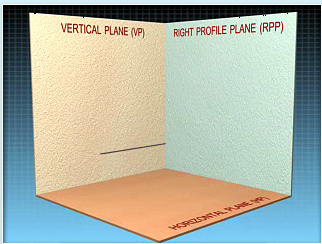 VERTICAL PLANE (VP)
RIGHT PROFILE PLANE (RPP)
HORIZONTAL PLANE (HP)